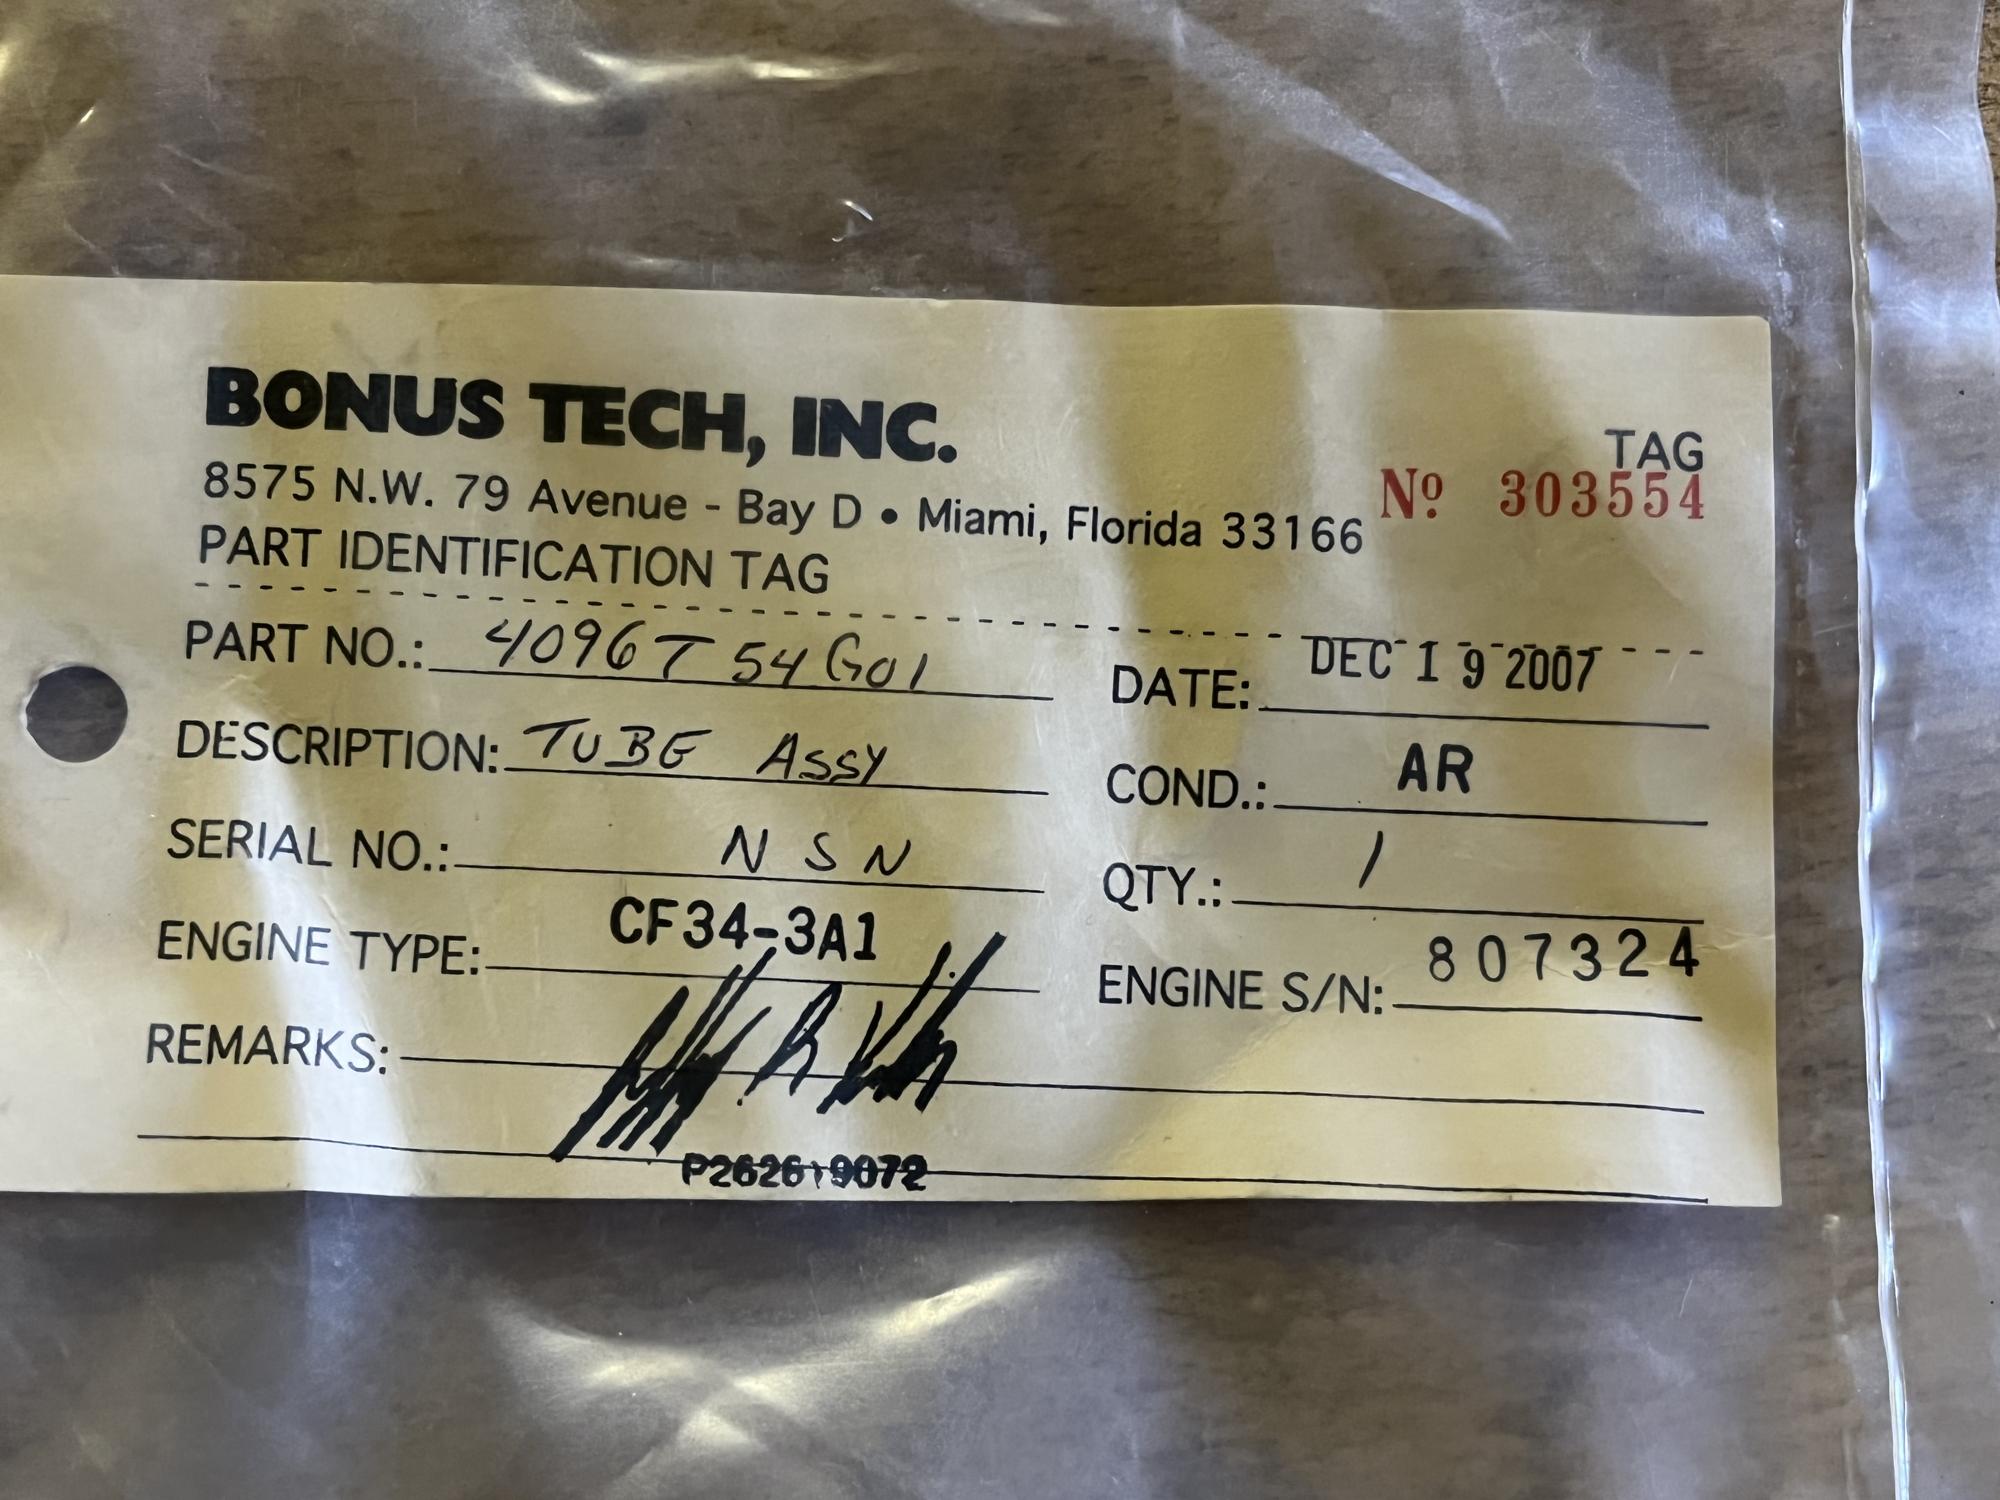 BONUS TECH, INC.
8575 N.W. 79 Avenue - Bay D • Miami, Florida 33166
TAG
Nº 303554
PART IDENTIFICATION TAG
PART NO.: 4096T54G01
DATE: DEC 19 2007
DESCRIPTION: TUBE ASSY
COND.: AR
SERIAL NO.: NSN
QTY.: 1
ENGINE TYPE: CF34-3A1
ENGINE S/N: 807324
REMARKS: